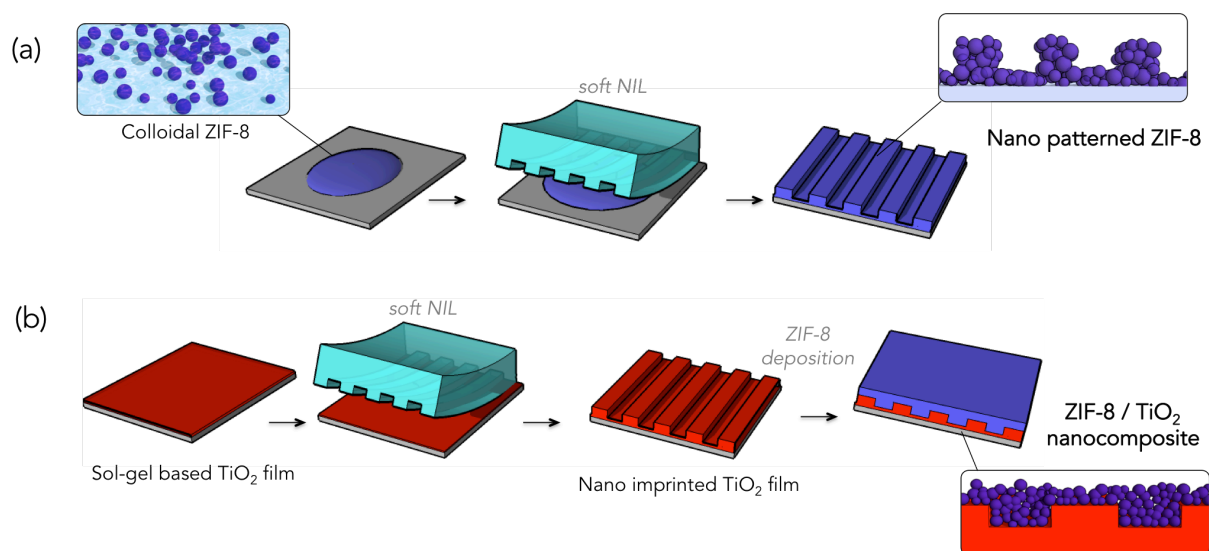 (a)
Colloidal ZIF-8
soft NIL
Nano patterned ZIF-8
(b)
soft NIL
ZIF-8
deposition
Sol-gel based TiO₂ film
Nano imprinted TiO₂ film
ZIF-8 / TiO₂
nanocomposite